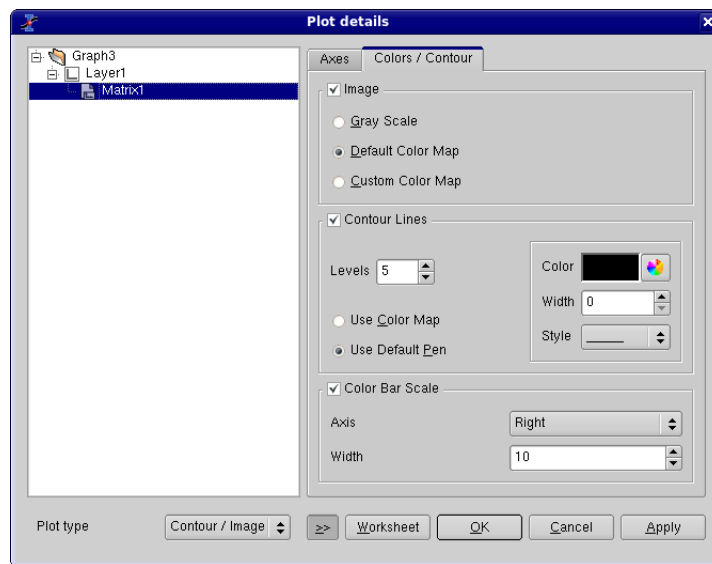 Plot details
Graph3
Layer1
Matrix1
Axes
Colors / Contour
Image
Gray Scale
Default Color Map
Custom Color Map
Contour Lines
Levels 5
Use Color Map
Use Default Pen
Color
Width 0
Style
Color Bar Scale
Axis Right
Width 10
Plot type Contour / Image >> Worksheet OK Cancel Apply